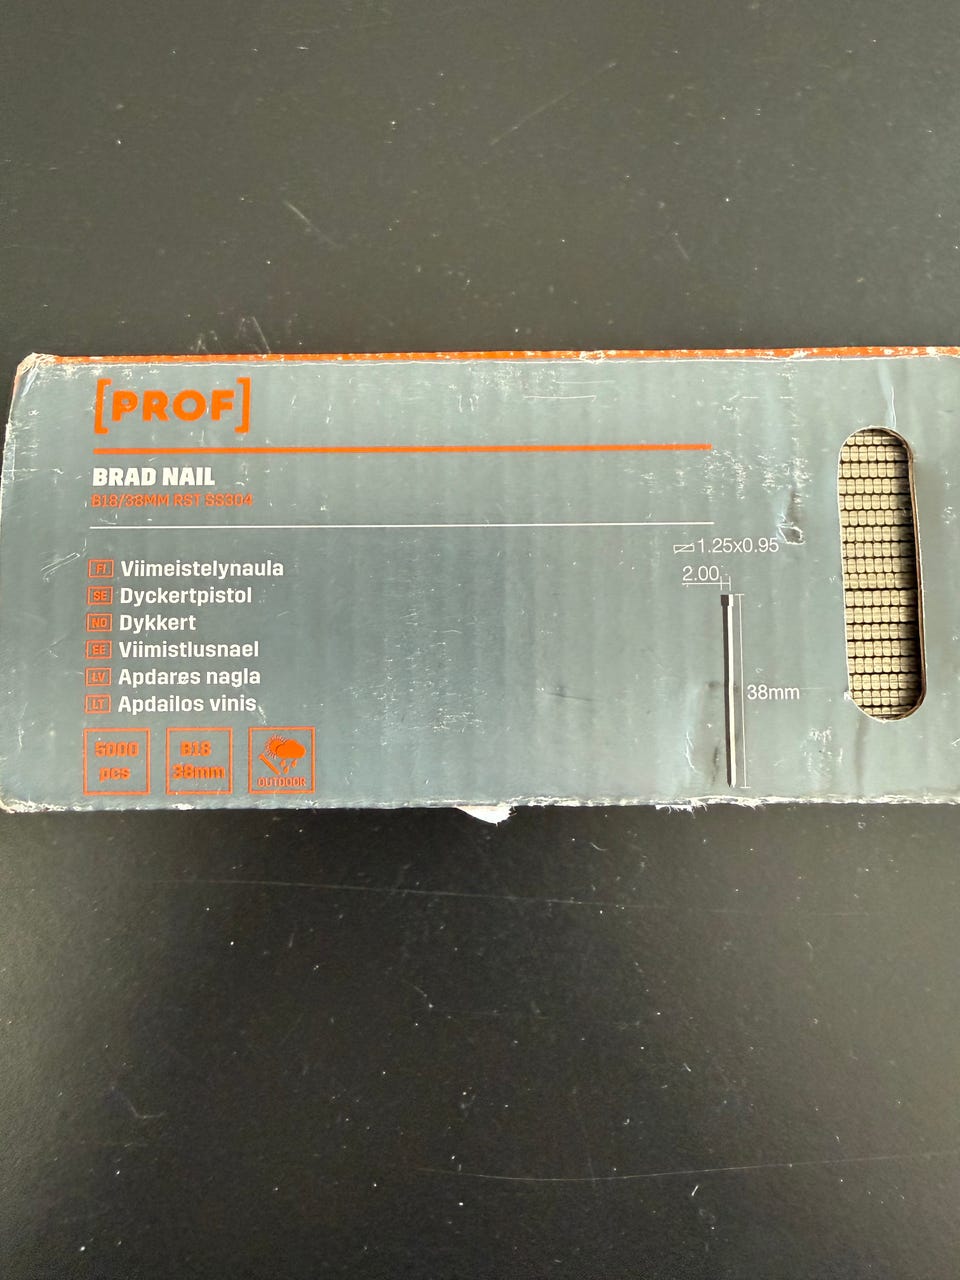 [PROF]
BRAD NAIL
B18/38MM RST SS304
1.25x0.95
2.00
38mm
FI Viimeistelynaula
SE Dyckertpistol
NO Dykkert
EE Viimistlusnael
LV Apdares nagla
LT Apdailos vinis
5000 pcs
B18 38mm
OUTDOOR